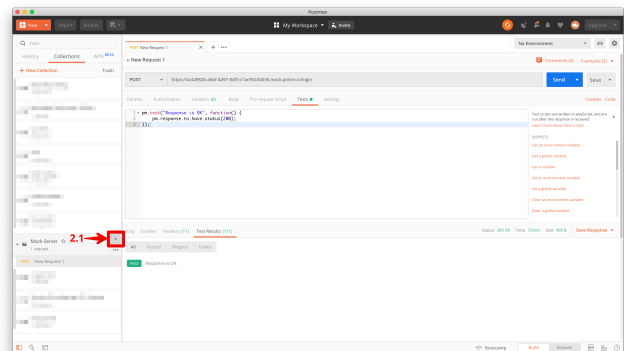 Postman
New
Import
Runner
My Workspace
Invite
Upgrade
Filter
History
Collections
APIs BETA
+ New Collection
Trash
POST New Request 1
No Environment
New Request 1
Comments (0)
Examples (2)
POST
Send
Save
Params
Authorization
Headers (9)
Body
Pre-request Script
Tests
Settings
Cookies
Code
1 pm.test("Response is OK", function() {
2 pm.response.to.have.status(200);
3 });
Test scripts are written in JavaScript, and are
run after the response is received.
Learn more about tests scripts
SNIPPETS
Get an environment variable
Get a global variable
Get a variable
Set an environment variable
Set a global variable
Clear an environment variable
Clear a global variable
2.1
Mock Server
1 request
POST New Request 1
Body
Cookies
Headers (11)
Test Results (1/1)
Status: 200 OK
Save Response
All
Passed
Skipped
Failed
PASS
Response is OK
Bootcamp
Build
Browse